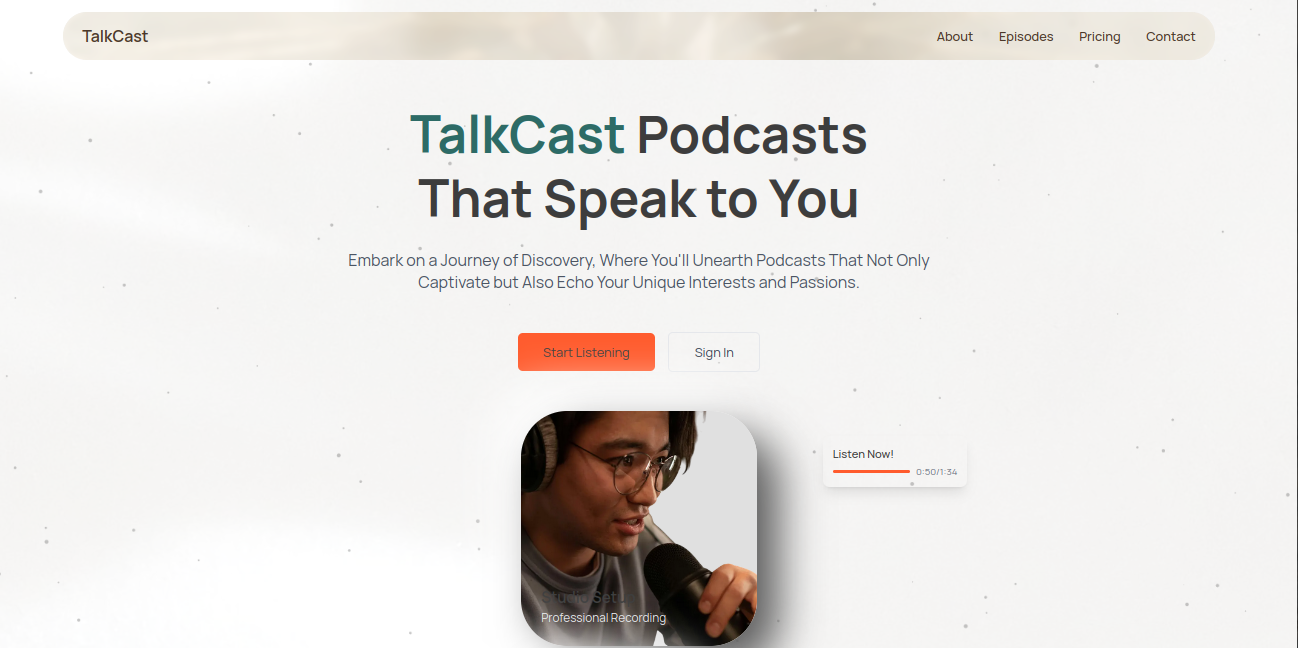 TalkCast
About Episodes Pricing Contact
TalkCast Podcasts
That Speak to You
Embark on a Journey of Discovery, Where You'll Unearth Podcasts That Not Only
Captivate but Also Echo Your Unique Interests and Passions.
Start Listening
Sign In
Listen Now!
0:50/1:34
Studio Setup
Professional Recording